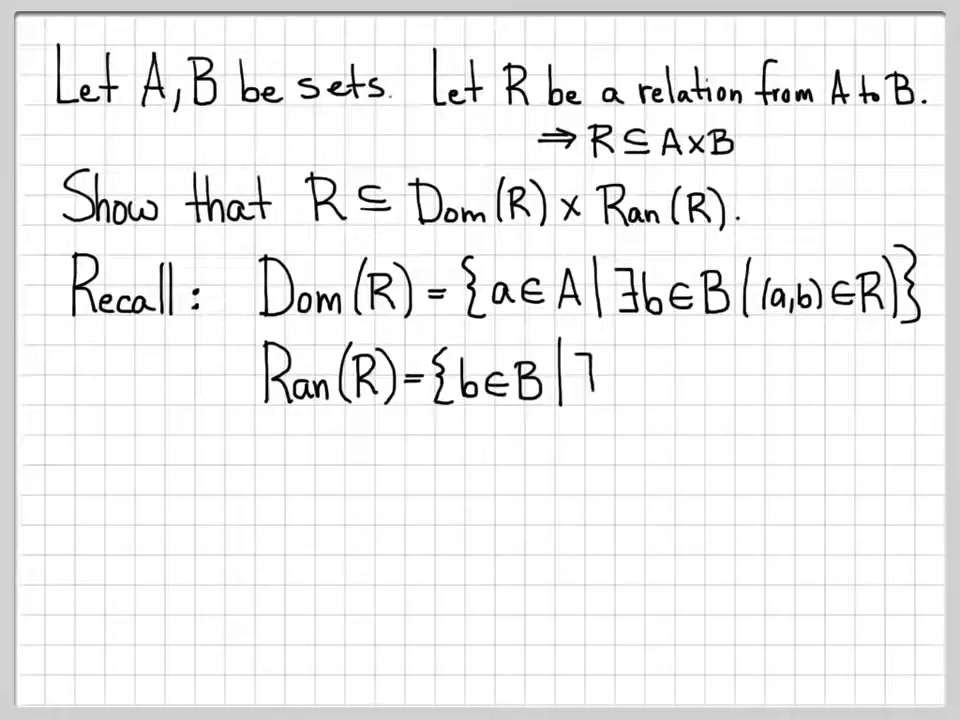 Let A, B be sets. Let R be a relation from A to B.
⇒ R ⊆ A×B
Show that R ⊆ Dom(R) × Ran(R).
Recall: Dom(R) = {a ∈ A | ∃b ∈ B ((a,b) ∈ R)}
Ran(R) = {b ∈ B |